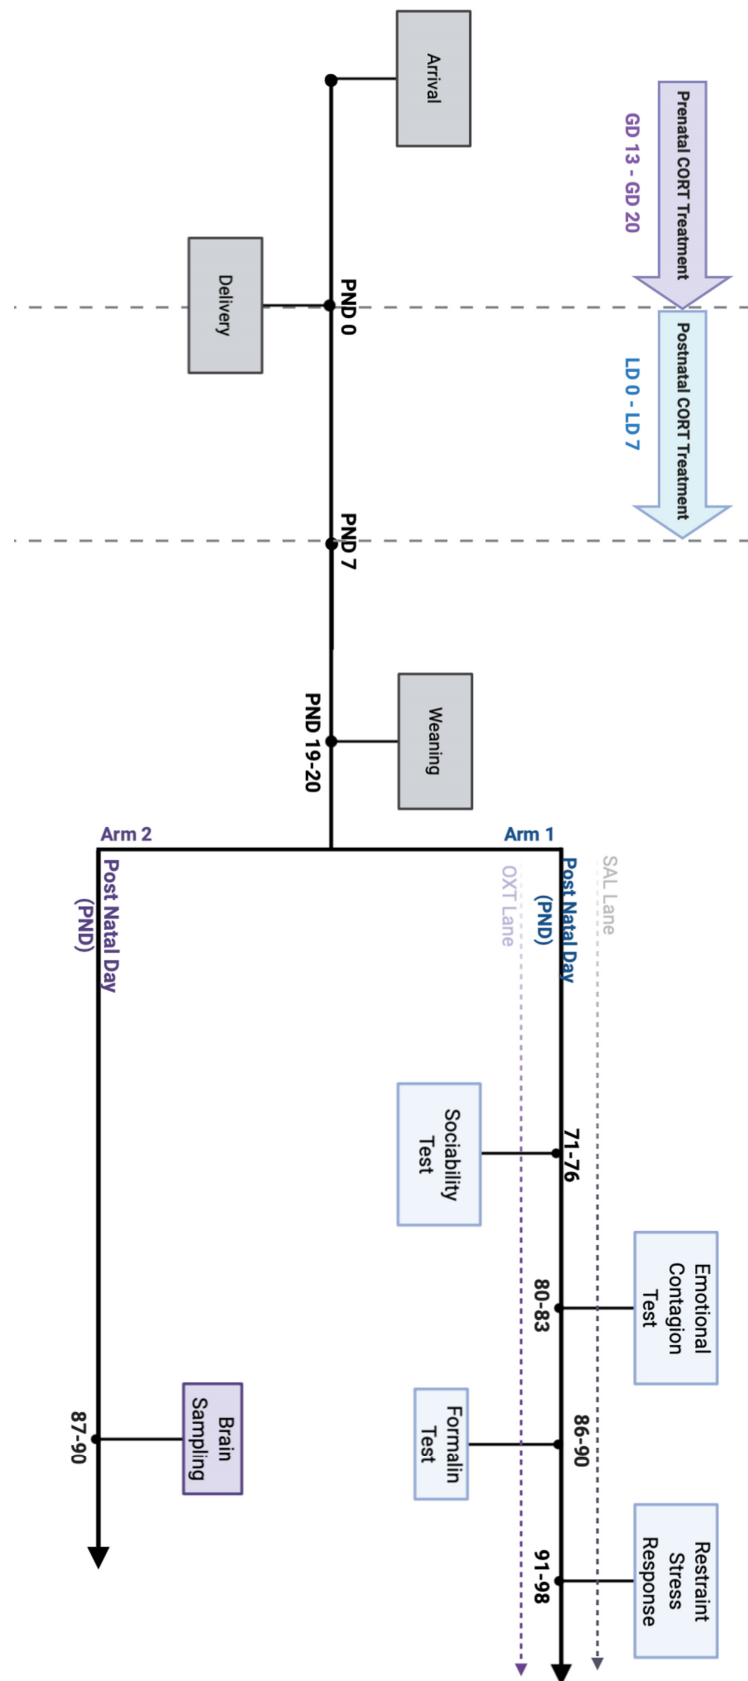 Prenatal CORT Treatment
GD 13 - GD 20
Postnatal CORT Treatment
LD 0 - LD 7
Arrival
PND 0
Delivery
PND 7
Weaning
PND 19-20
Arm 1
Post Natal Day
(PND)
SAL Lane
OXT Lane
71-76
Sociability
Test
Emotional
Contagion
Test
80-83
86-90
Formalin
Test
Restraint
Stress
Response
91-98
Arm 2
Post Natal Day
(PND)
Brain
Sampling
87-90